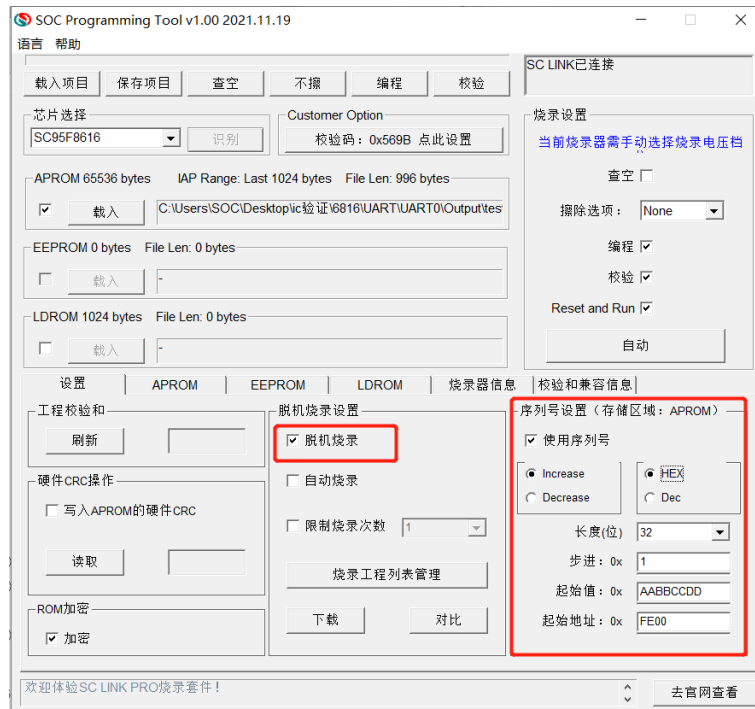 SOC Programming Tool v1.00 2021.11.19
语言 帮助
载入项目 保存项目 查空 不擦 编程 校验
SC LINK已连接
芯片选择
SC95F8616 识别
Customer Option
校验码：0x569B 点此设置
APROM 65536 bytes IAP Range: Last 1024 bytes File Len: 996 bytes
载入 C:\Users\SOC\Desktop\ic验证\6816\UART\UART0\Output\tes
EEPROM 0 bytes File Len: 0 bytes
载入 -
LDROM 1024 bytes File Len: 0 bytes
载入 -
烧录设置
当前烧录器需手动选择烧录电压档
查空
擦除选项： None
编程
校验
Reset and Run
自动
设置 APROM EEPROM LDROM 烧录器信息 校验和兼容信息
工程校验和
刷新
硬件CRC操作
写入APROM的硬件CRC
读取
ROM加密
加密
脱机烧录设置
脱机烧录
自动烧录
限制烧录次数 1
烧录工程列表管理
下载 对比
序列号设置（存储区域：APROM）
使用序列号
Increase HEX
Decrease Dec
长度(位) 32
步进：0x 1
起始值：0x AABBCCDD
起始地址：0x FE00
欢迎体验SC LINK PRO烧录套件！
去官网查看